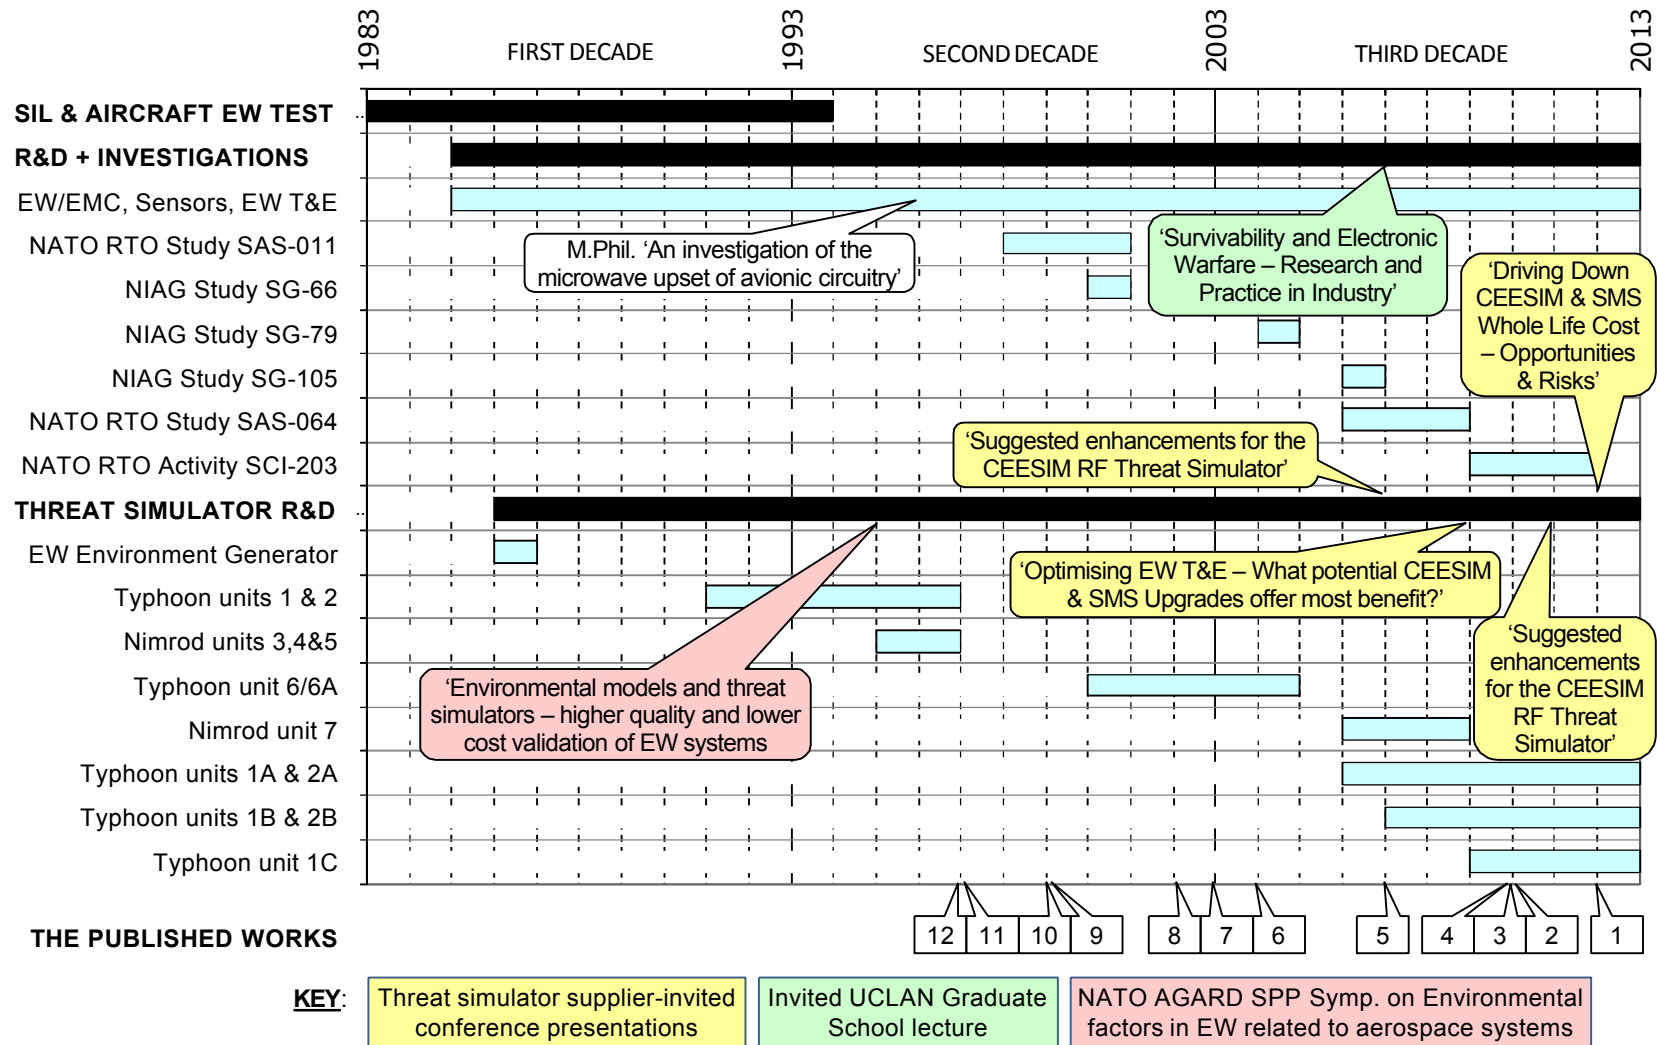 1983
1993
2003
2013
FIRST DECADE
SECOND DECADE
THIRD DECADE
SIL & AIRCRAFT EW TEST
R&D + INVESTIGATIONS
EW/EMC, Sensors, EW T&E
NATO RTO Study SAS-011
NIAG Study SG-66
NIAG Study SG-79
NIAG Study SG-105
NATO RTO Study SAS-064
NATO RTO Activity SCI-203
THREAT SIMULATOR R&D
EW Environment Generator
Typhoon units 1 & 2
Nimrod units 3,4&5
Typhoon unit 6/6A
Nimrod unit 7
Typhoon units 1A & 2A
Typhoon units 1B & 2B
Typhoon unit 1C
M.Phil. ‘An investigation of the
microwave upset of avionic circuitry’
‘Survivability and Electronic
Warfare – Research and
Practice in Industry’
‘Driving Down
CEESIM & SMS
Whole Life Cost
– Opportunities
& Risks’
‘Suggested enhancements for the
CEESIM RF Threat Simulator’
‘Optimising EW T&E – What potential CEESIM
& SMS Upgrades offer most benefit?’
‘Suggested
enhancements
for the CEESIM
RF Threat
Simulator’
‘Environmental models and threat
simulators – higher quality and lower
cost validation of EW systems
THE PUBLISHED WORKS
12 11 10 9 8 7 6 5 4 3 2 1
KEY:
Threat simulator supplier-invited
conference presentations
Invited UCLAN Graduate
School lecture
NATO AGARD SPP Symp. on Environmental
factors in EW related to aerospace systems